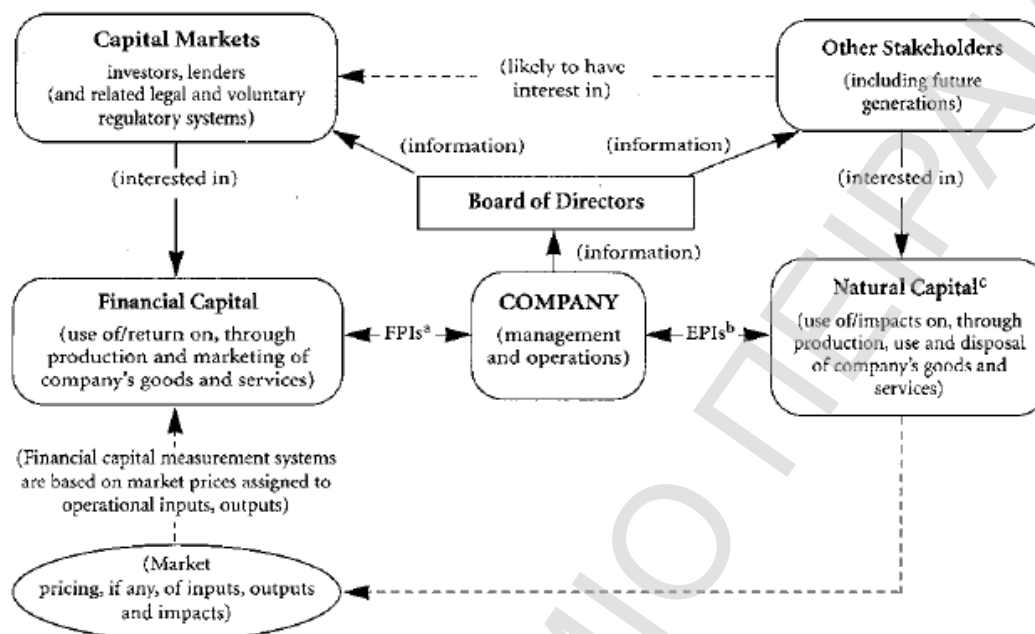 Capital Markets
investors, lenders
(and related legal and voluntary
regulatory systems)
(likely to have
interest in)
Other Stakeholders
(including future
generations)
(information)
(information)
(interested in)
Board of Directors
(interested in)
(information)
Financial Capital
(use of/return on, through
production and marketing of
company's goods and services)
FPIsª
COMPANY
(management
and operations)
EPIsᵇ
Natural Capitalᶜ
(use of/impacts on, through
production, use and disposal
of company's goods and
services)
(Financial capital measurement systems
are based on market prices assigned to
operational inputs, outputs)
(Market
pricing, if any, of inputs, outputs
and impacts)
ΜΙΟ ΠΕΙΡΑΙ